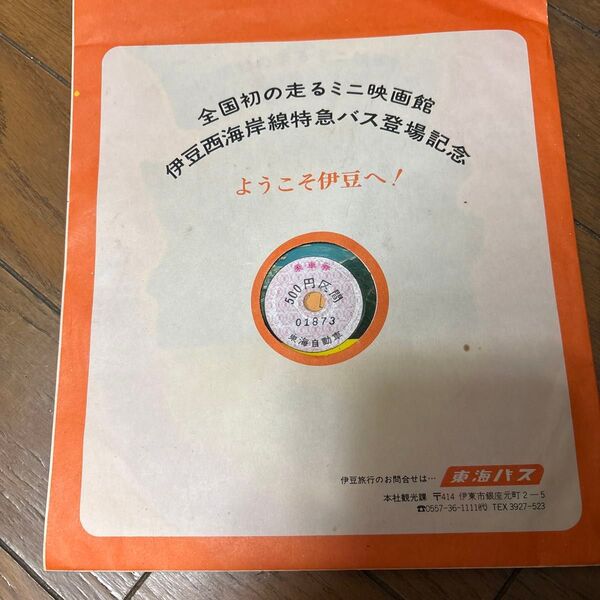 全国初の走るミニ映画館
伊豆西海岸線特急バス登場記念
ようこそ伊豆へ!
乗車券
500円区間
01873
東海自動車
伊豆旅行のお問合せは…
東海バス
本社観光課 〒414 伊東市銀座元町2-5
☎0557-36-1111㈹ TEX 3927-523